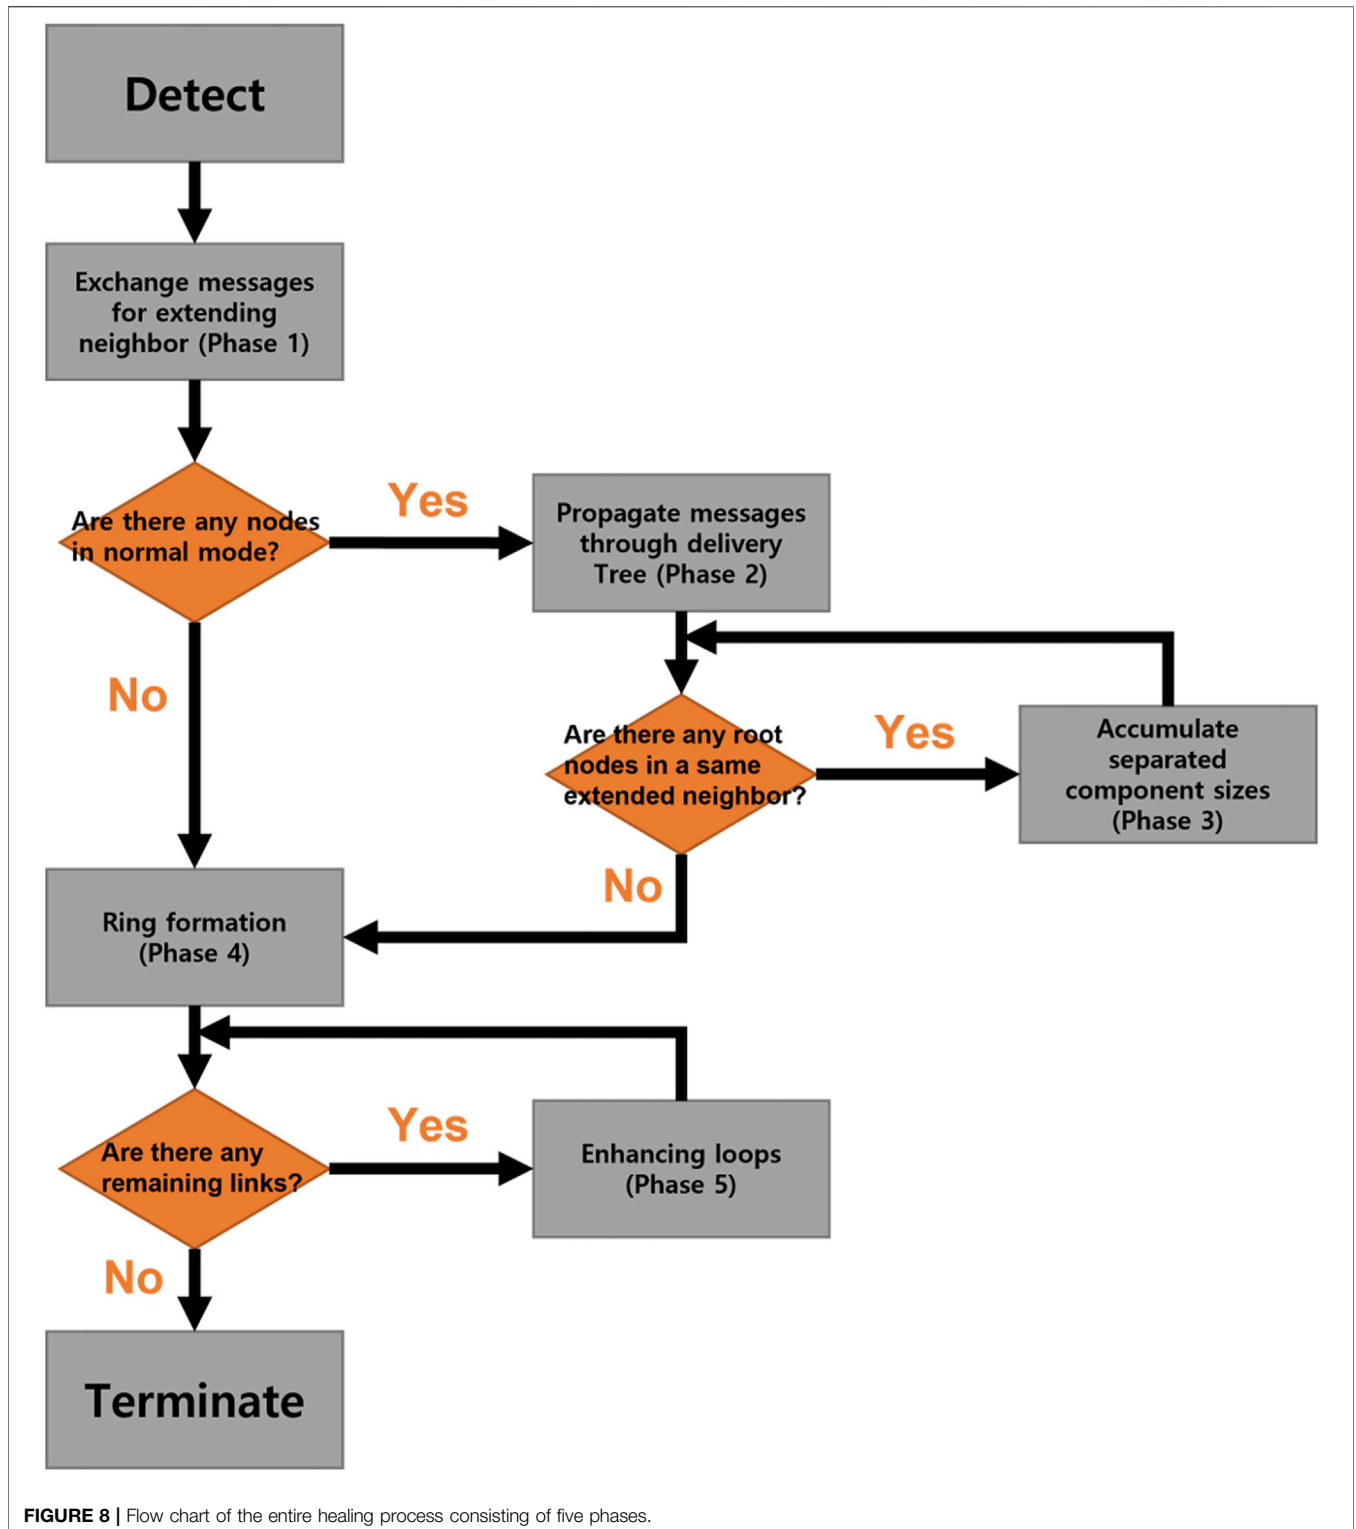 Detect
Exchange messages
for extending
neighbor (Phase 1)
Are there any nodes
in normal mode?
Yes
Propagate messages
through delivery
Tree (Phase 2)
No
Are there any root
nodes in a same
extended neighbor?
Yes
Accumulate
separated
component sizes
(Phase 3)
No
Ring formation
(Phase 4)
Are there any
remaining links?
Yes
Enhancing loops
(Phase 5)
No
Terminate
FIGURE 8 | Flow chart of the entire healing process consisting of five phases.